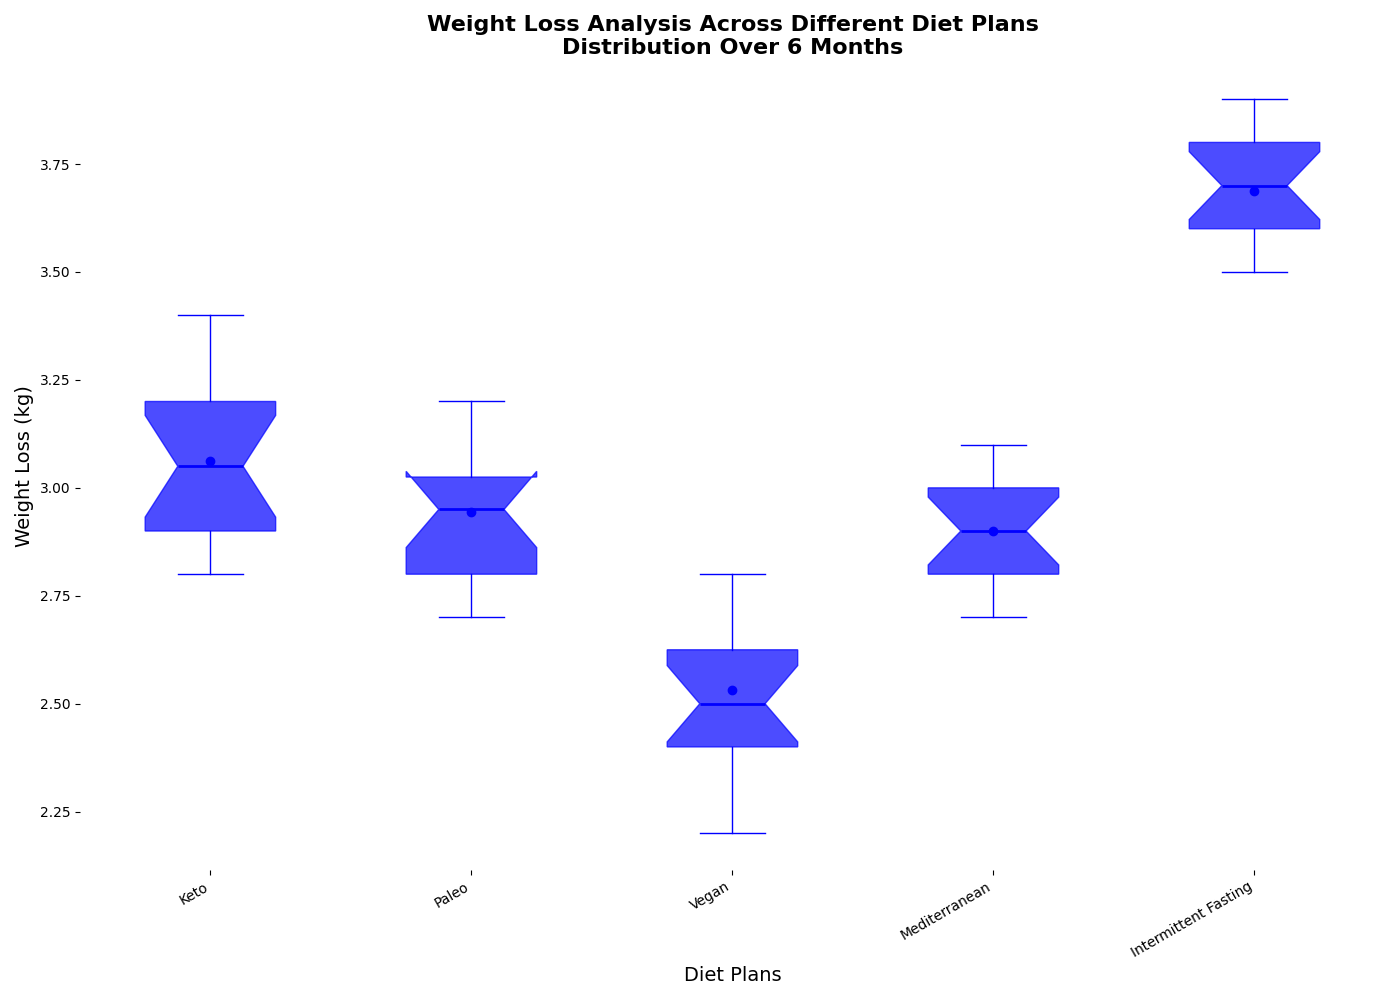 Weight Loss Analysis Across Different Diet Plans
Distribution Over 6 Months
Weight Loss (kg)
3.75
3.50
3.25
3.00
2.75
2.50
2.25
Keto
Paleo
Vegan
Mediterranean
Intermittent Fasting
Diet Plans